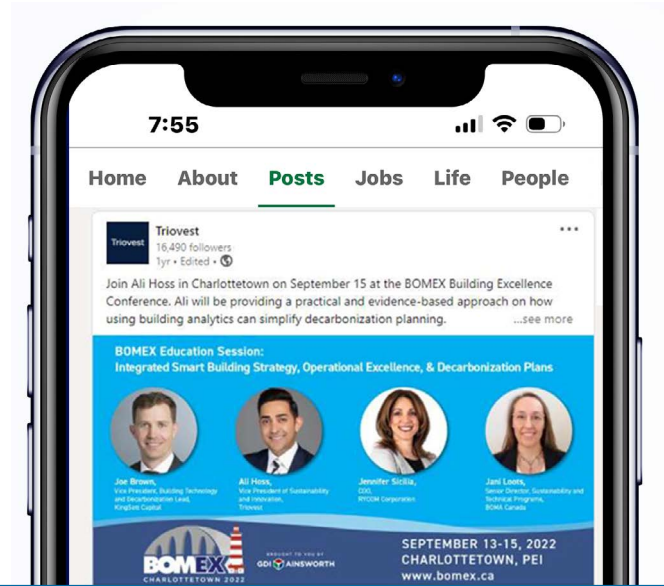 7:55
Home About Posts Jobs Life People
Triovest
Triovest
16,490 followers
1yr • Edited •
Join Ali Hoss in Charlottetown on September 15 at the BOMEX Building Excellence
Conference. Ali will be providing a practical and evidence-based approach on how
using building analytics can simplify decarbonization planning. ...see more
BOMEX Education Session:
Integrated Smart Building Strategy, Operational Excellence, & Decarbonization Plans
Joe Brown,
Vice President, Building Technology
and Decarbonization Lead,
KingSett Capital
Ali Hoss,
Vice President of Sustainability
and Innovation,
Triovest
Jennifer Sicilia,
COO,
RYCOM Corporation
Jani Loots,
Senior Director, Sustainability and
Technical Programs,
BOMA Canada
BOMEX
CHARLOTTETOWN 2022
BROUGHT TO YOU BY
GDI AINSWORTH
SEPTEMBER 13-15, 2022
CHARLOTTETOWN, PEI
www.bomex.ca